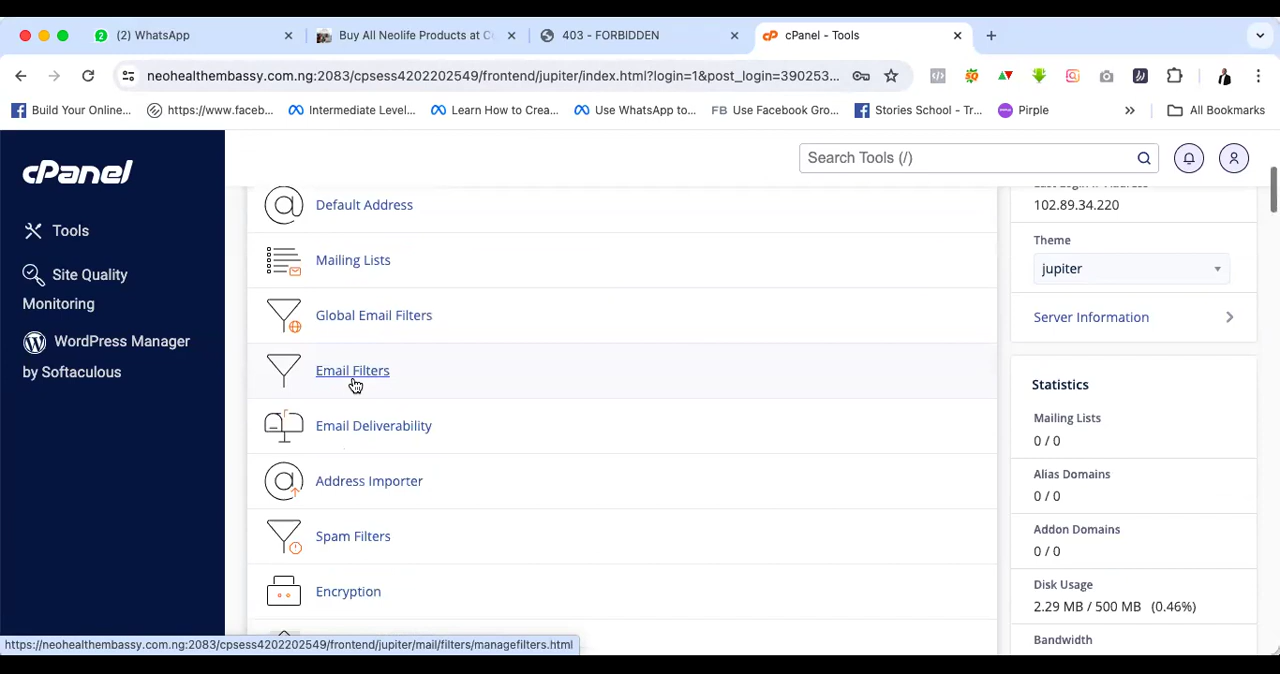 2 WhatsApp
Buy All Neolife Products at C
403 - FORBIDDEN
cPanel - Tools
neohealthembassy.com.ng:2083/cpsess4202202549/frontend/jupiter/index.html?login=1&post_login=390253...
Build Your Online...
https://www.faceb...
Intermediate Level...
Learn How to Crea...
Use WhatsApp to...
FB Use Facebook Gro...
Stories School - Tr...
Pirple
»
All Bookmarks
cPanel
Search Tools (/)
Tools
Site Quality
Monitoring
WordPress Manager
by Softaculous
Default Address
Mailing Lists
Global Email Filters
Email Filters
Email Deliverability
Address Importer
Spam Filters
Encryption
Last Login IP Address
102.89.34.220
Theme
jupiter
Server Information
Statistics
Mailing Lists
0 / 0
Alias Domains
0 / 0
Addon Domains
0 / 0
Disk Usage
2.29 MB / 500 MB (0.46%)
Bandwidth
https://neohealthembassy.com.ng:2083/cpsess4202202549/frontend/jupiter/mail/filters/managefilters.html